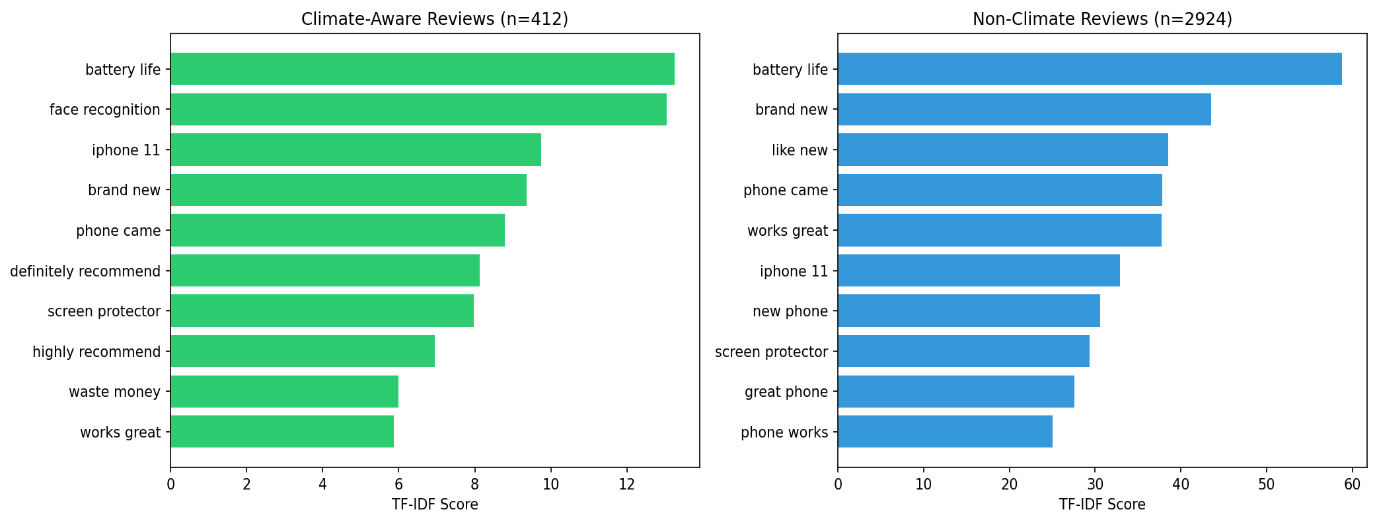 Climate-Aware Reviews (n=412)
battery life
face recognition
iphone 11
brand new
phone came
definitely recommend
screen protector
highly recommend
waste money
works great
0 2 4 6 8 10 12
TF-IDF Score
Non-Climate Reviews (n=2924)
battery life
brand new
like new
phone came
works great
iphone 11
new phone
screen protector
great phone
phone works
0 10 20 30 40 50 60
TF-IDF Score